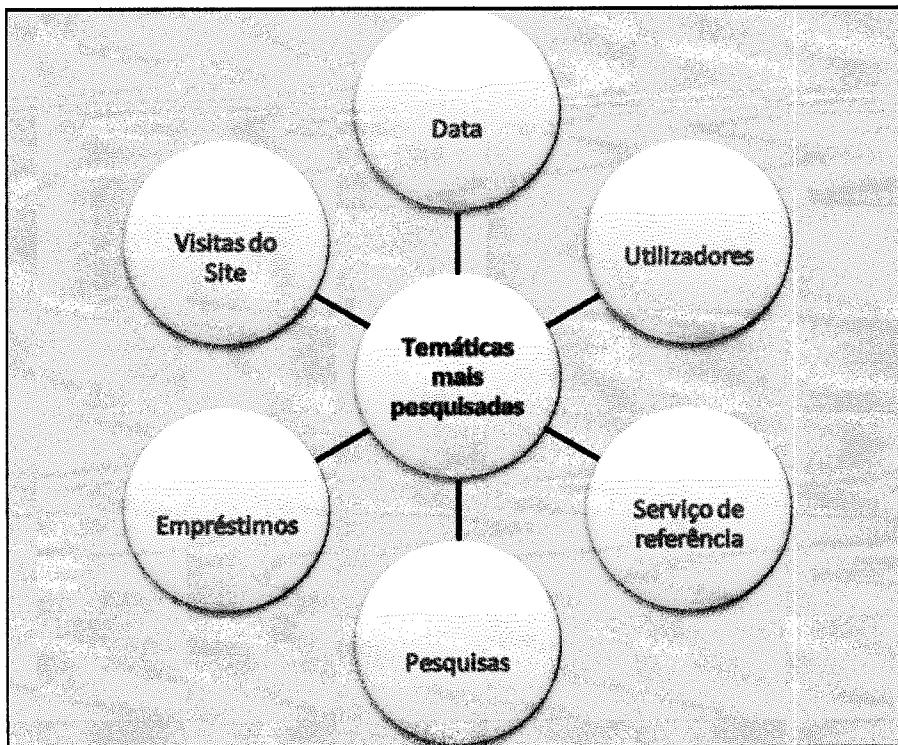 Data
Visitas do
Site
Utilizadores
Temáticas
mais
pesquisadas
Empréstimos
Serviço de
referência
Pesquisas